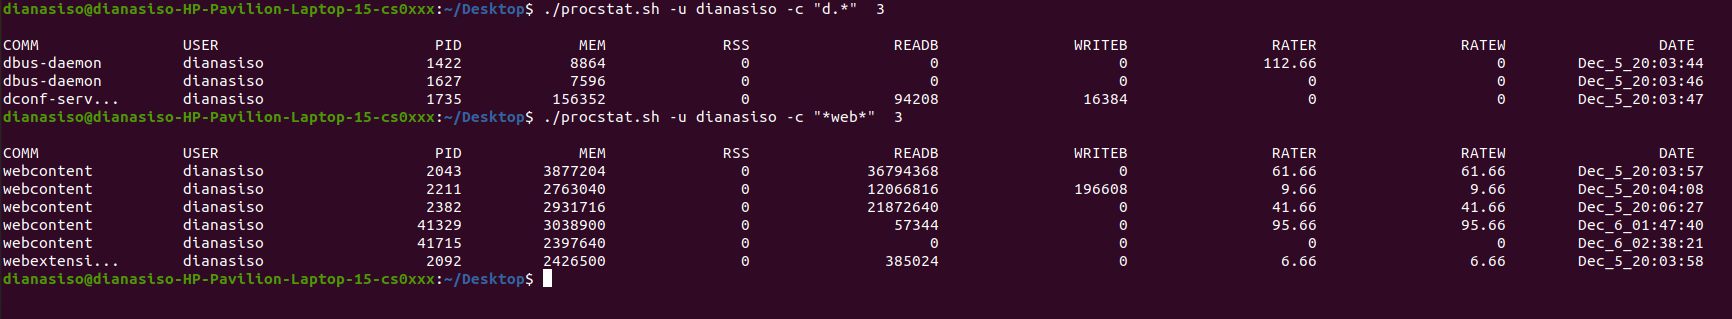 dianasiso@dianasiso-HP-Pavilion-Laptop-15-cs0xxx:~/Desktop$ ./procstat.sh -u dianasiso -c "d.*"  3
COMM USER PID MEM RSS READB WRITEB RATER RATEW DATE
dbus-daemon dianasiso 1422 8864 0 0 0 112.66 0 Dec_5_20:03:44
dbus-daemon dianasiso 1627 7596 0 0 0 0 0 Dec_5_20:03:46
dconf-serv... dianasiso 1735 156352 0 94208 16384 0 0 Dec_5_20:03:47
dianasiso@dianasiso-HP-Pavilion-Laptop-15-cs0xxx:~/Desktop$ ./procstat.sh -u dianasiso -c "*web*"  3
COMM USER PID MEM RSS READB WRITEB RATER RATEW DATE
webcontent dianasiso 2043 3877204 0 36794368 0 61.66 61.66 Dec_5_20:03:57
webcontent dianasiso 2211 2763040 0 12066816 196608 9.66 9.66 Dec_5_20:04:08
webcontent dianasiso 2382 2931716 0 21872640 0 41.66 41.66 Dec_5_20:06:27
webcontent dianasiso 41329 3038900 0 57344 0 95.66 95.66 Dec_6_01:47:40
webcontent dianasiso 41715 2397640 0 0 0 0 0 Dec_6_02:38:21
webextensi... dianasiso 2092 2426500 0 385024 0 6.66 6.66 Dec_5_20:03:58
dianasiso@dianasiso-HP-Pavilion-Laptop-15-cs0xxx:~/Desktop$